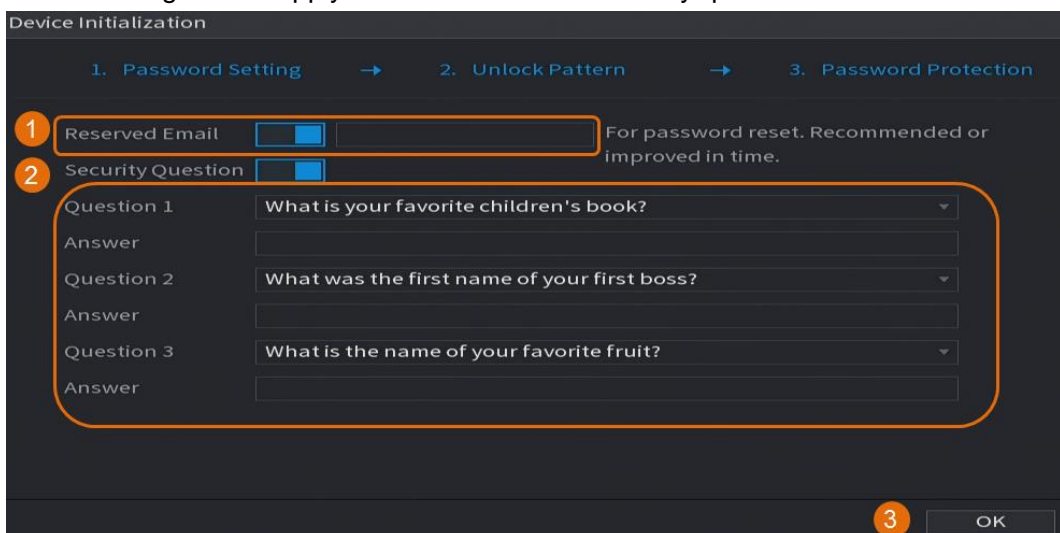 Device Initialization
1. Password Setting → 2. Unlock Pattern → 3. Password Protection
1 Reserved Email For password reset. Recommended or
improved in time.
2 Security Question
Question 1 What is your favorite children's book?
Answer
Question 2 What was the first name of your first boss?
Answer
Question 3 What is the name of your favorite fruit?
Answer
3 OK